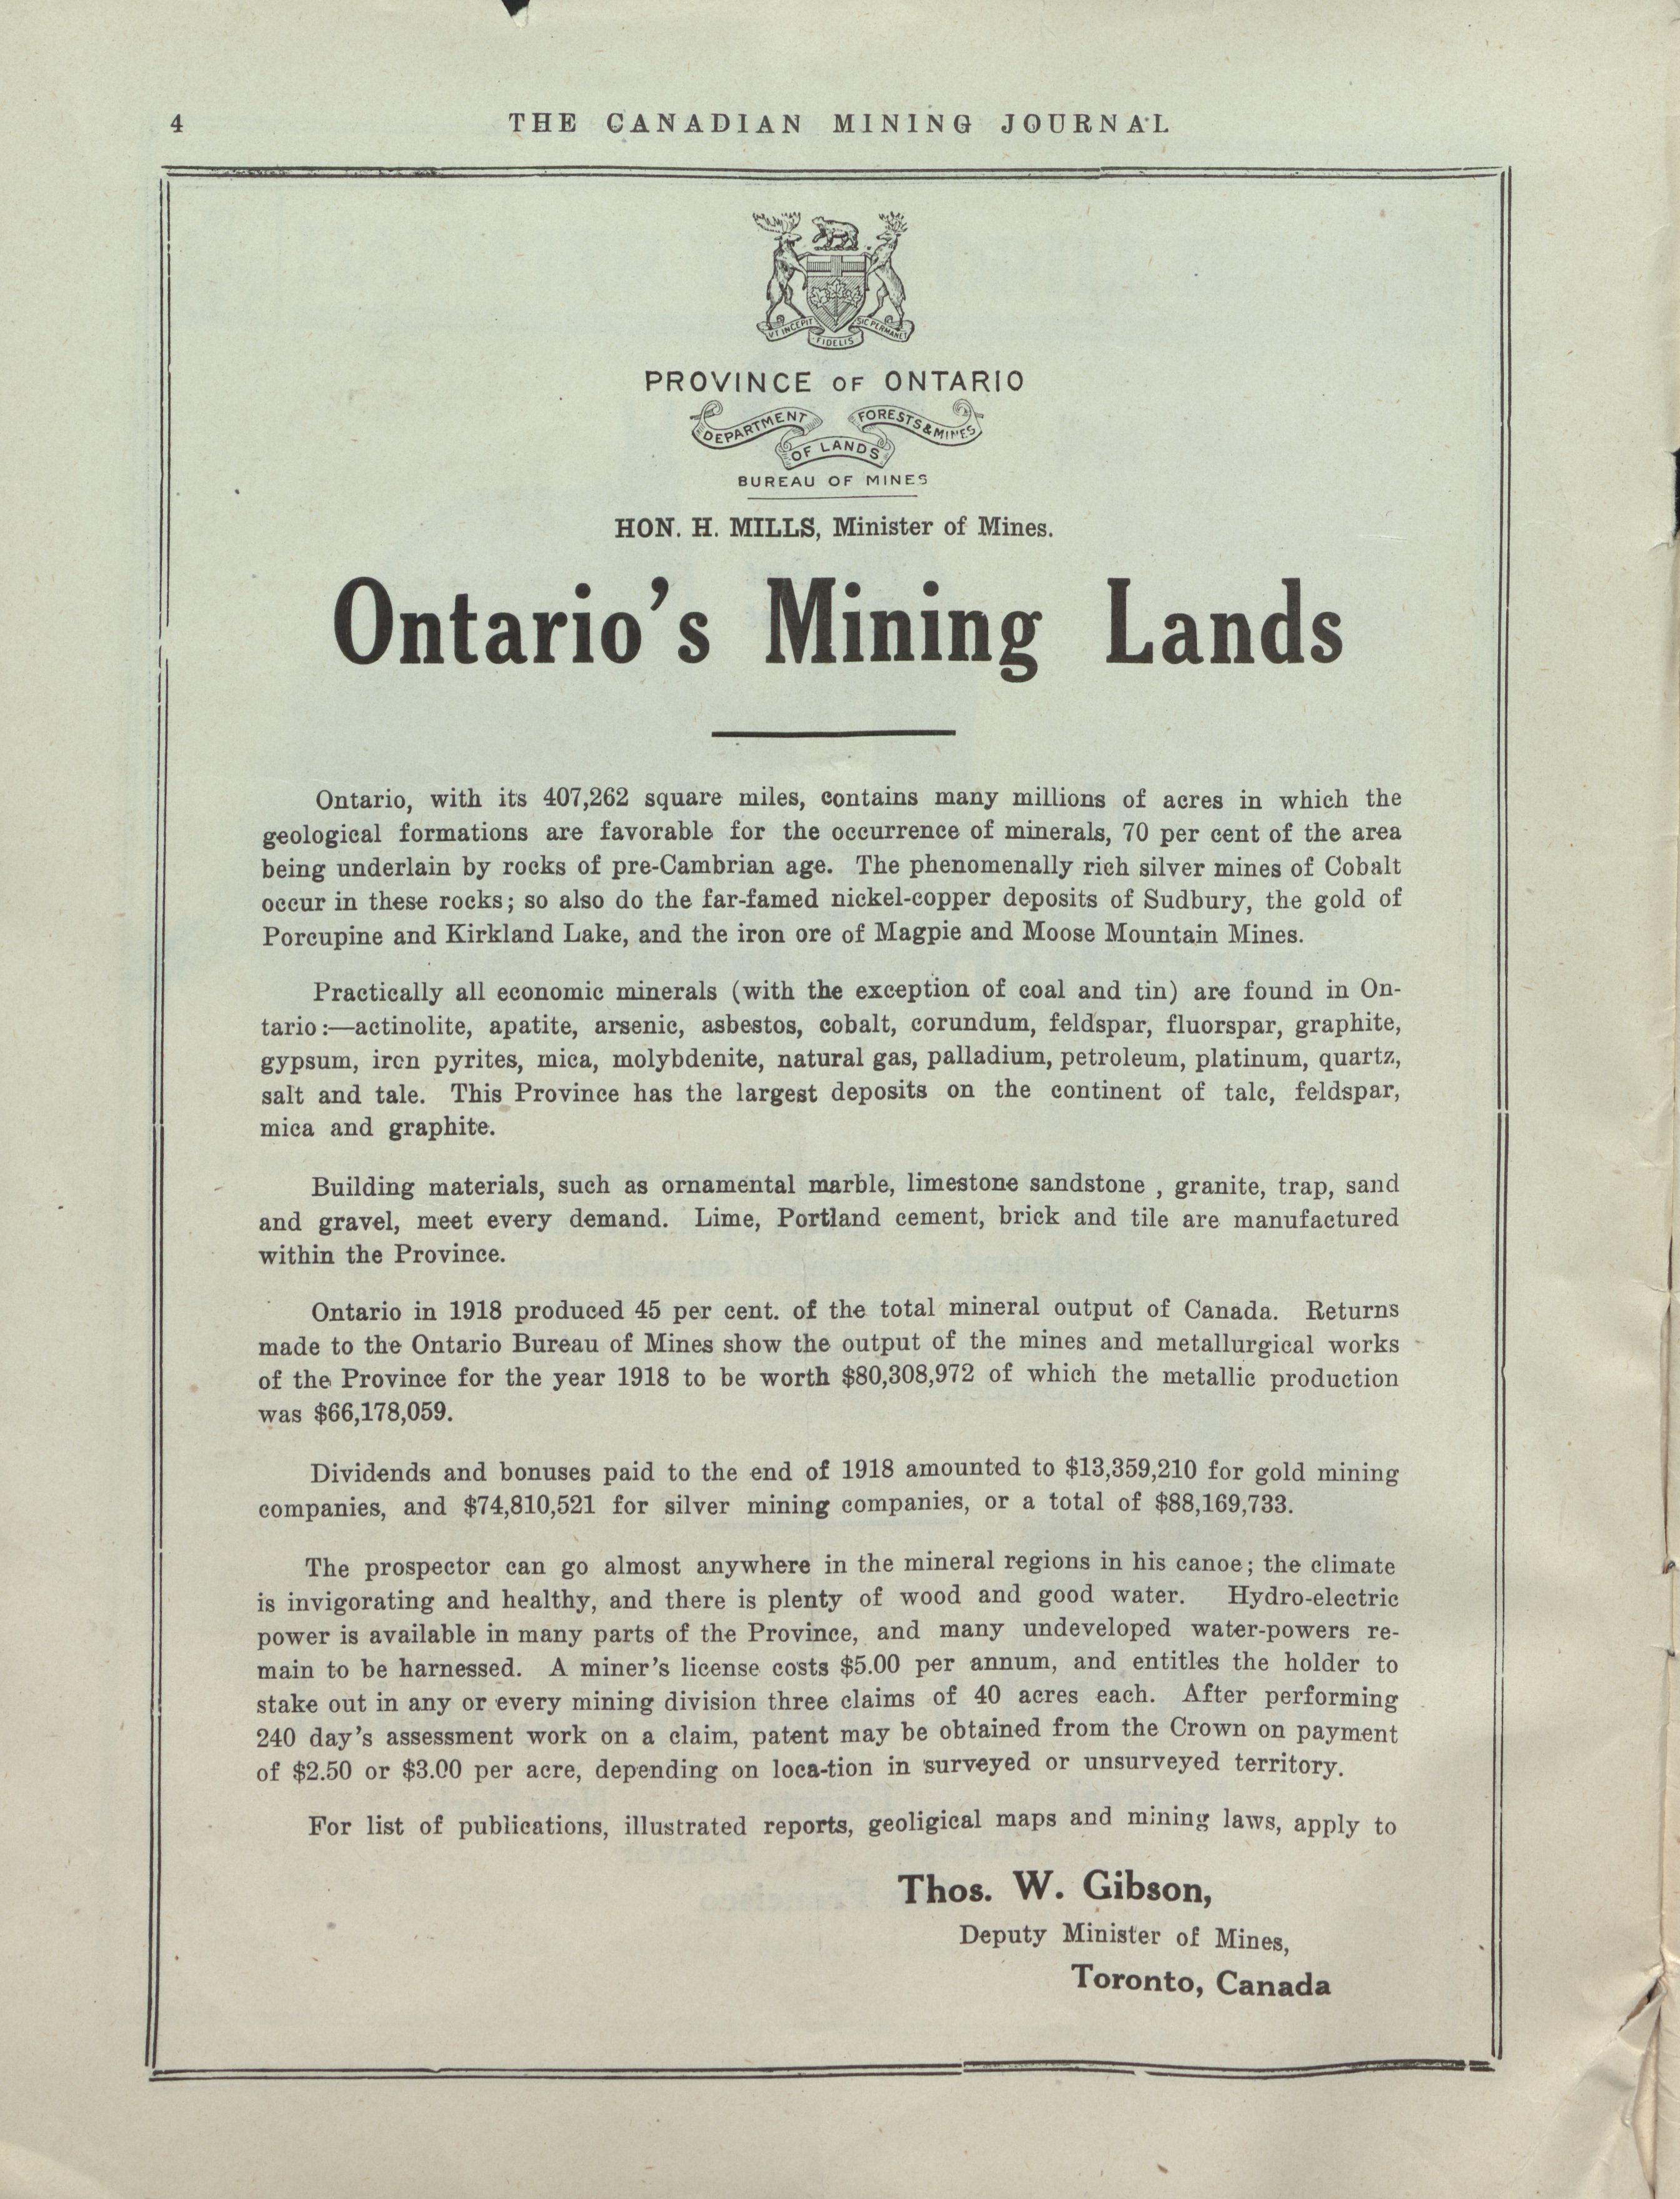 4
THE CANADIAN MINING JOURNAL
UT INCEPIT FIDELIS SIC PERMANET
PROVINCE OF ONTARIO
DEPARTMENT OF LANDS FORESTS & MINES
BUREAU OF MINES
HON. H. MILLS, Minister of Mines.
Ontario's Mining Lands
Ontario, with its 407,262 square miles, contains many millions of acres in which the
geological formations are favorable for the occurrence of minerals, 70 per cent of the area
being underlain by rocks of pre-Cambrian age. The phenomenally rich silver mines of Cobalt
occur in these rocks; so also do the far-famed nickel-copper deposits of Sudbury, the gold of
Porcupine and Kirkland Lake, and the iron ore of Magpie and Moose Mountain Mines.
Practically all economic minerals (with the exception of coal and tin) are found in On-
tario:—actinolite, apatite, arsenic, asbestos, cobalt, corundum, feldspar, fluorspar, graphite,
gypsum, iron pyrites, mica, molybdenite, natural gas, palladium, petroleum, platinum, quartz,
salt and tale. This Province has the largest deposits on the continent of talc, feldspar,
mica and graphite.
Building materials, such as ornamental marble, limestone sandstone , granite, trap, sand
and gravel, meet every demand. Lime, Portland cement, brick and tile are manufactured
within the Province.
Ontario in 1918 produced 45 per cent. of the total mineral output of Canada. Returns
made to the Ontario Bureau of Mines show the output of the mines and metallurgical works
of the Province for the year 1918 to be worth $80,308,972 of which the metallic production
was $66,178,059.
Dividends and bonuses paid to the end of 1918 amounted to $13,359,210 for gold mining
companies, and $74,810,521 for silver mining companies, or a total of $88,169,733.
The prospector can go almost anywhere in the mineral regions in his canoe; the climate
is invigorating and healthy, and there is plenty of wood and good water. Hydro-electric
power is available in many parts of the Province, and many undeveloped water-powers re-
main to be harnessed. A miner's license costs $5.00 per annum, and entitles the holder to
stake out in any or every mining division three claims of 40 acres each. After performing
240 day's assessment work on a claim, patent may be obtained from the Crown on payment
of $2.50 or $3.00 per acre, depending on loca-tion in surveyed or unsurveyed territory.
For list of publications, illustrated reports, geoligical maps and mining laws, apply to
Thos. W. Gibson,
Deputy Minister of Mines,
Toronto, Canada